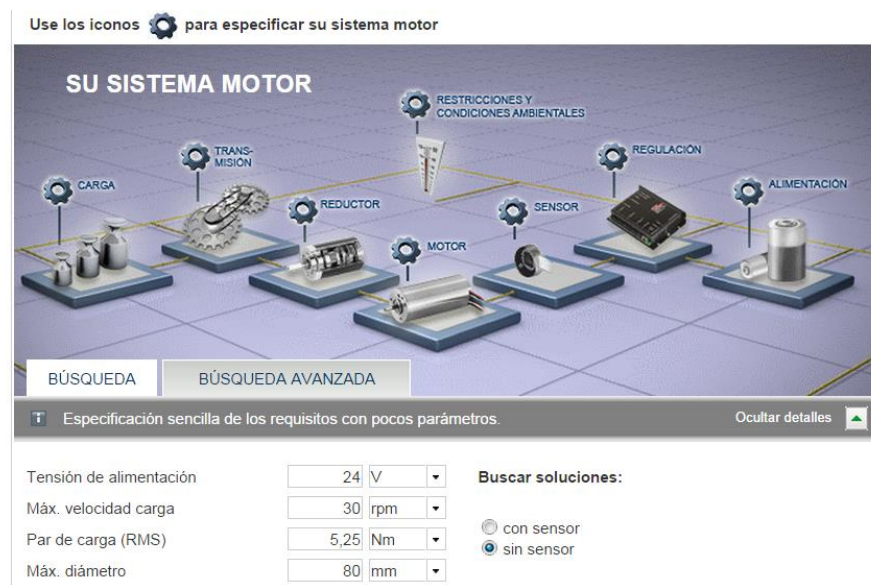 Use los iconos para especificar su sistema motor
SU SISTEMA MOTOR
RESTRICCIONES Y
CONDICIONES AMBIENTALES
TRANS-
MISIÓN
REGULACIÓN
CARGA
ALIMENTACIÓN
REDUCTOR
SENSOR
MOTOR
BÚSQUEDA
BÚSQUEDA AVANZADA
Especificación sencilla de los requisitos con pocos parámetros.
Ocultar detalles
Tensión de alimentación 24 V
Buscar soluciones:
Máx. velocidad carga 30 rpm
con sensor
Par de carga (RMS) 5,25 Nm
sin sensor
Máx. diámetro 80 mm